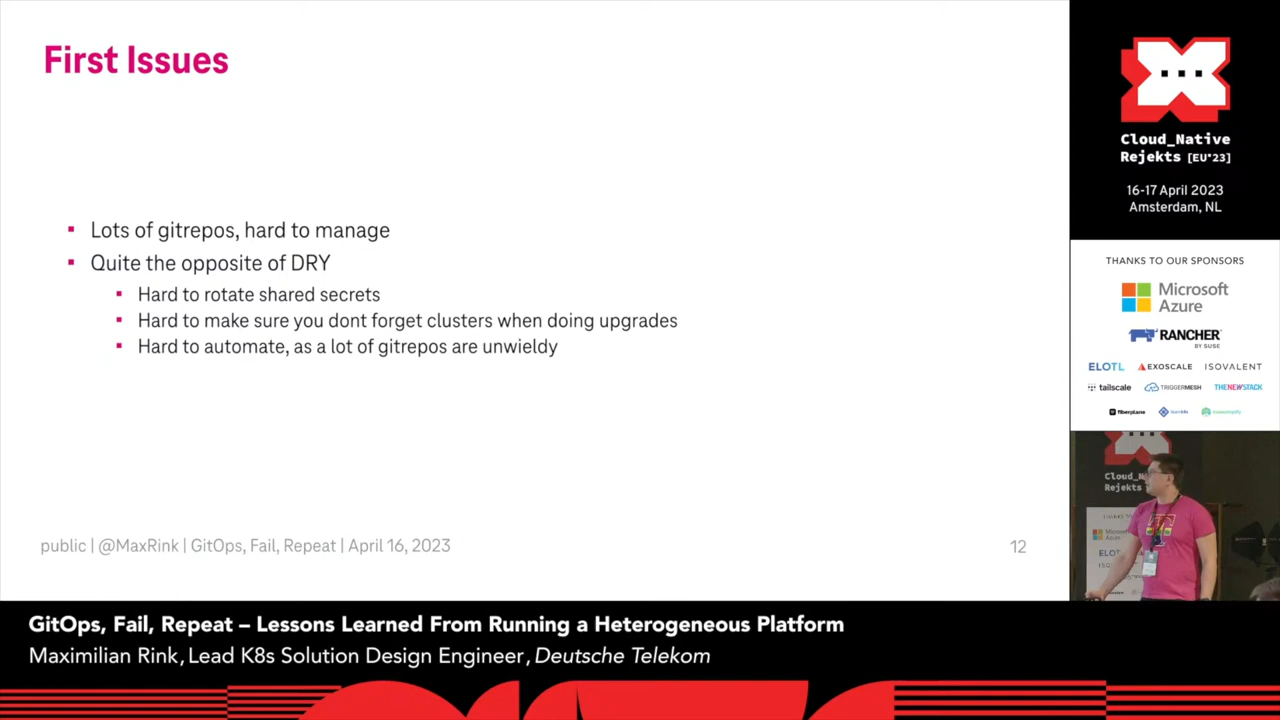 First Issues
Lots of gitrepos, hard to manage
Quite the opposite of DRY
Hard to rotate shared secrets
Hard to make sure you dont forget clusters when doing upgrades
Hard to automate, as a lot of gitrepos are unwieldy
public | @MaxRink | GitOps, Fail, Repeat | April 16, 2023
12
Cloud_Native
Rejekts [EU*23]
16-17 April 2023
Amsterdam, NL
THANKS TO OUR SPONSORS
Microsoft
Azure
RANCHER
BY SUSE
ELOTL
EXOSCALE
ISOVALENT
tailscale
TRIGGERMESH
THENEWSTACK
fiberplane
GitOps, Fail, Repeat – Lessons Learned From Running a Heterogeneous Platform
Maximilian Rink, Lead K8s Solution Design Engineer, Deutsche Telekom